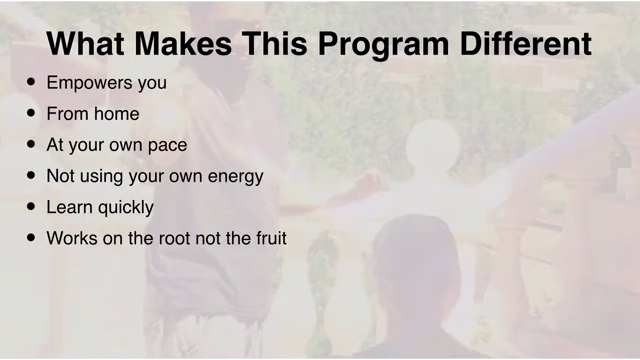 What Makes This Program Different
• Empowers you
• From home
• At your own pace
• Not using your own energy
• Learn quickly
• Works on the root not the fruit